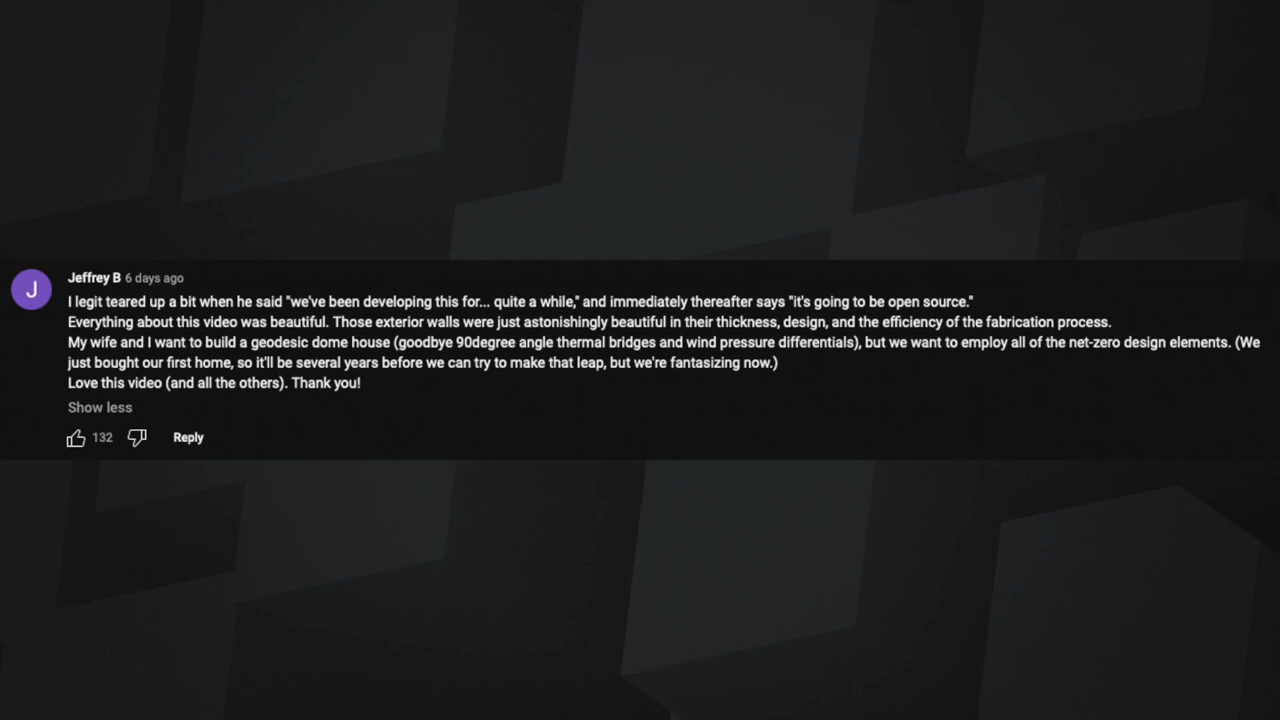 J
Jeffrey B 6 days ago
I legit teared up a bit when he said "we've been developing this for... quite a while," and immediately thereafter says "it's going to be open source."
Everything about this video was beautiful. Those exterior walls were just astonishingly beautiful in their thickness, design, and the efficiency of the fabrication process.
My wife and I want to build a geodesic dome house (goodbye 90degree angle thermal bridges and wind pressure differentials), but we want to employ all of the net-zero design elements. (We
just bought our first home, so it'll be several years before we can try to make that leap, but we're fantasizing now.)
Love this video (and all the others). Thank you!
Show less
132 Reply